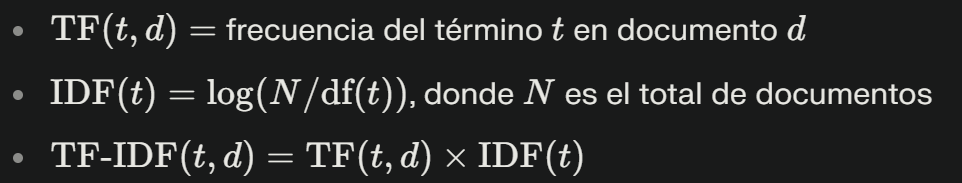 • TF(t, d) = frecuencia del término t en documento d
• IDF(t) = log(N/df(t)), donde N es el total de documentos
• TF-IDF(t, d) = TF(t, d) × IDF(t)